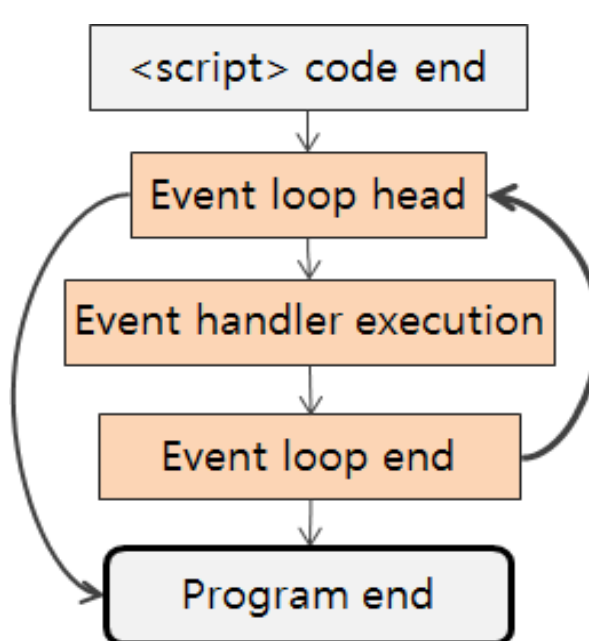 <script> code end
Event loop head
Event handler execution
Event loop end
Program end